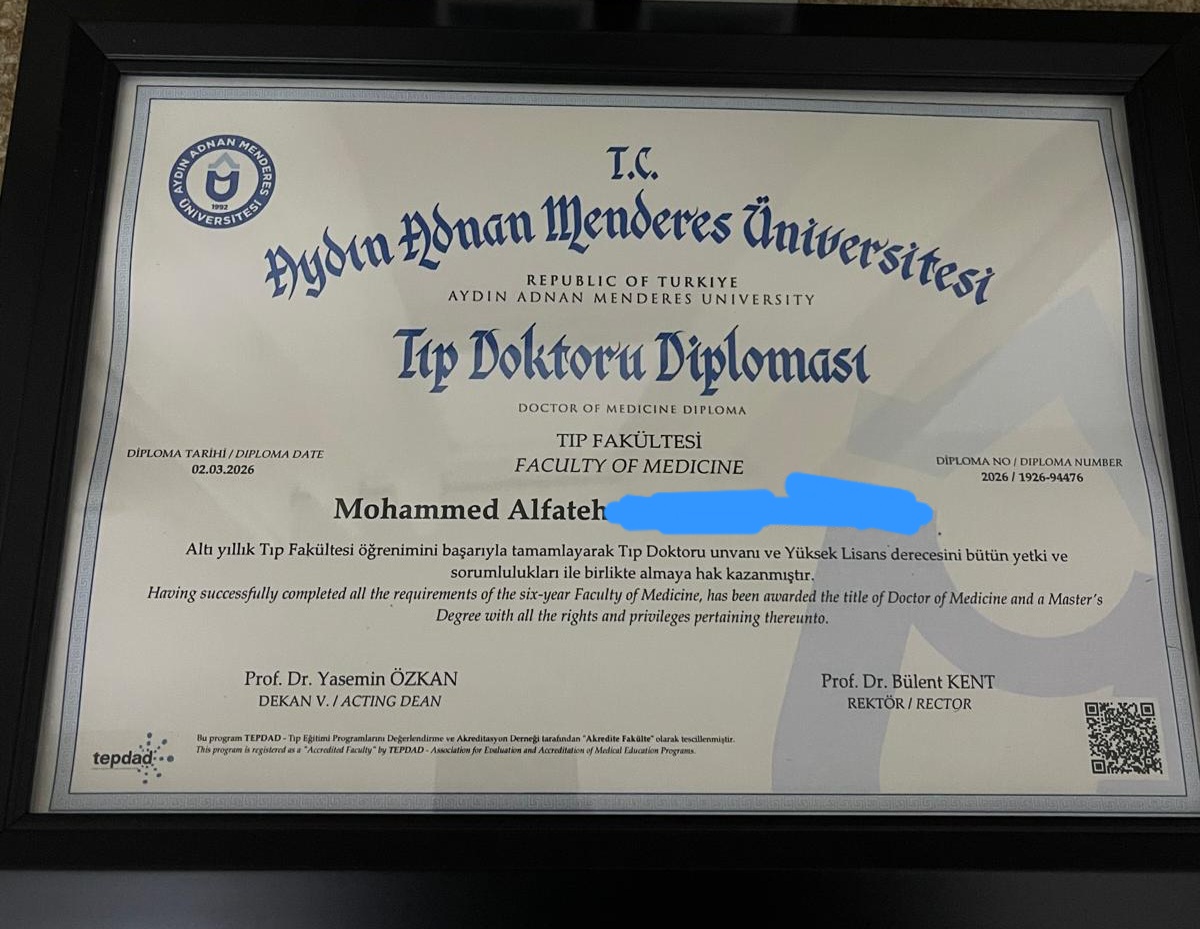 AYDIN ADNAN MENDERES
1992
ÜNİVERSİTESİ
T.C.
Aydın Adnan Menderes Üniversitesi
REPUBLIC OF TURKIYE
AYDIN ADNAN MENDERES UNIVERSITY
Tıp Doktoru Diploması
DOCTOR OF MEDICINE DIPLOMA
TIP FAKÜLTESİ
FACULTY OF MEDICINE
DİPLOMA TARİHİ / DIPLOMA DATE
02.03.2026
DİPLOMA NO / DIPLOMA NUMBER
2026 / 1926-94476
Mohammed Alfateh
Altı yıllık Tıp Fakültesi öğrenimini başarıyla tamamlayarak Tıp Doktoru unvanı ve Yüksek Lisans derecesini bütün yetki ve
sorumlulukları ile birlikte almaya hak kazanmıştır.
Having successfully completed all the requirements of the six-year Faculty of Medicine, has been awarded the title of Doctor of Medicine and a Master's
Degree with all the rights and privileges pertaining thereunto.
Prof. Dr. Yasemin ÖZKAN
DEKAN V. / ACTING DEAN
Prof. Dr. Bülent KENT
REKTÖR / RECTOR
tepdad
Bu program TEPDAD - Tıp Eğitimi Programlarını Değerlendirme ve Akreditasyon Derneği tarafından "Akredite Fakülte" olarak tescillenmiştir.
This program is registered as a "Accredited Faculty" by TEPDAD - Association for Evaluation and Accreditation of Medical Education Programs.